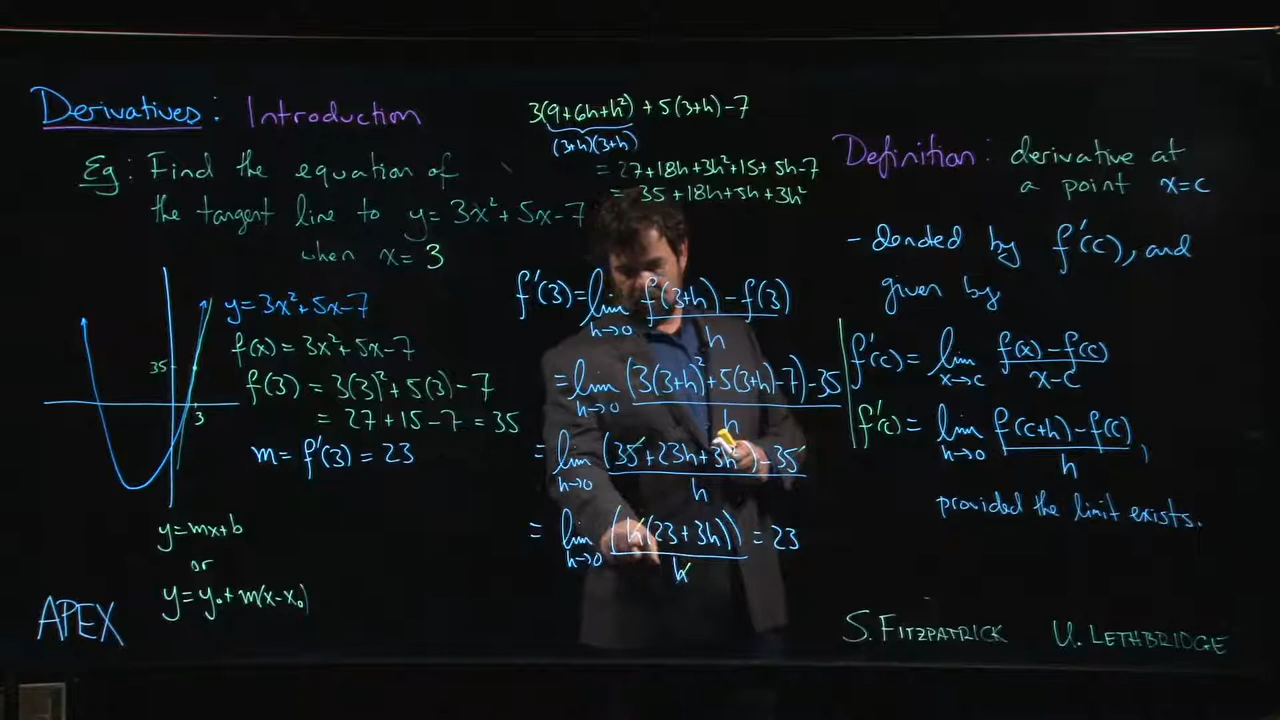 Derivatives: Introduction
Eg: Find the equation of
the tangent line to y = 3x² + 5x - 7
when x = 3
y = 3x² + 5x - 7
f(x) = 3x² + 5x - 7
f(3) = 3(3)² + 5(3) - 7
= 27 + 15 - 7 = 35
m = f'(3) = 23
35
3
y = mx + b
or
y = y₀ + m(x - x₀)
APEX
3(9 + 6h + h²) + 5(3+h) - 7
(3+h)(3+h)
= 27 + 18h + 3h² + 15 + 5h - 7
= 35 + 18h + 5h + 3h²
f'(3) = lim h→0 f(3+h) - f(3) / h
= lim h→0 (3(3+h)² + 5(3+h) - 7) - 35 / h
= lim h→0 (35 + 23h + 3h²) - 35 / h
= lim h→0 (h(23 + 3h)) / h = 23
Definition: derivative at
a point x = c
- denoted by f'(c), and
given by
f'(c) = lim x→c f(x) - f(c) / x - c
f'(c) = lim h→0 f(c+h) - f(c) / h,
provided the limit exists.
S. FITZPATRICK U. LETHBRIDGE